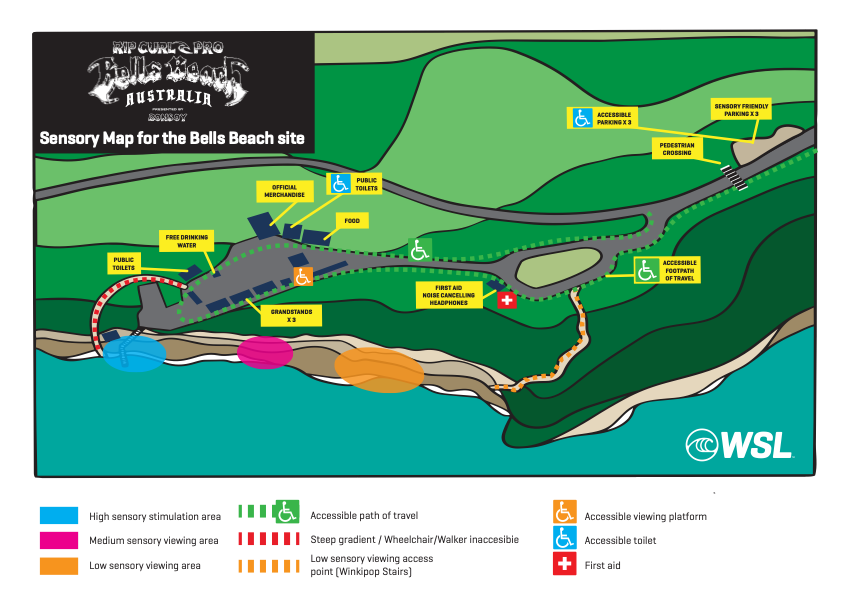 RIP CURL PRO
Bells Beach
AUSTRALIA
PRESENTED BY
BONSOY
Sensory Map for the Bells Beach site
SENSORY FRIENDLY
PARKING X 3
ACCESSIBLE
PARKING X 3
PEDESTRIAN
CROSSING
PUBLIC
TOILETS
OFFICIAL
MERCHANDISE
FOOD
FREE DRINKING
WATER
PUBLIC
TOILETS
ACCESSIBLE
FOOTPATH
OF TRAVEL
FIRST AID
NOISE CANCELLING
HEADPHONES
GRANDSTANDS
X 3
WSL
High sensory stimulation area
Medium sensory viewing area
Low sensory viewing area
Accessible path of travel
Steep gradient / Wheelchair/Walker inaccesibie
Low sensory viewing access
point (Winkipop Stairs)
Accessible viewing platform
Accessible toilet
First aid